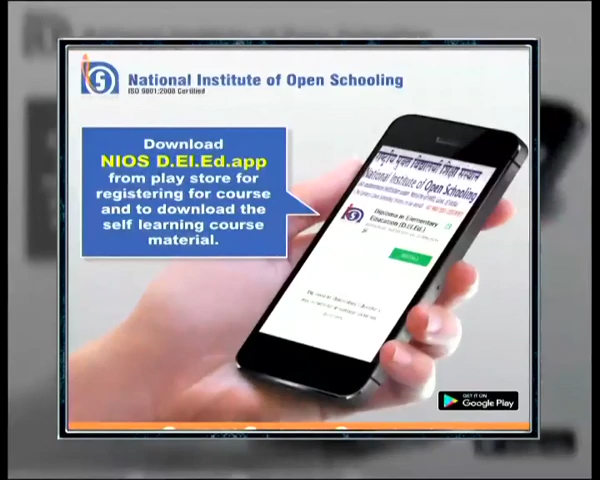 National Institute of Open Schooling
ISO 9001:2008 Certified
Download
NIOS D.El.Ed.app
from play store for
registering for course
and to download the
self learning course
material.
राष्ट्रीय मुक्त विद्यालयी शिक्षा संस्थान
National Institute of Open Schooling
Diploma in Elementary
Education (D.El.Ed.)
INSTALL
GET IT ON
Google Play